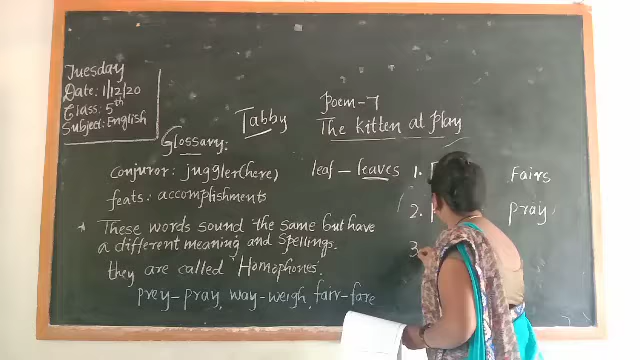 Tuesday
Date: 1/12/20
Class: 5th
Subject: English
Poem-7
Tabby
The Kitten at Play
Glossary:
conjuror: juggler(here)
feats: accomplishments
leaf - leaves
* These words sound the same but have
a different meaning and spellings.
they are called 'Homophones'.
Prey-pray, way-weigh, fair-fare
1. Fairs
2. Pray
3.